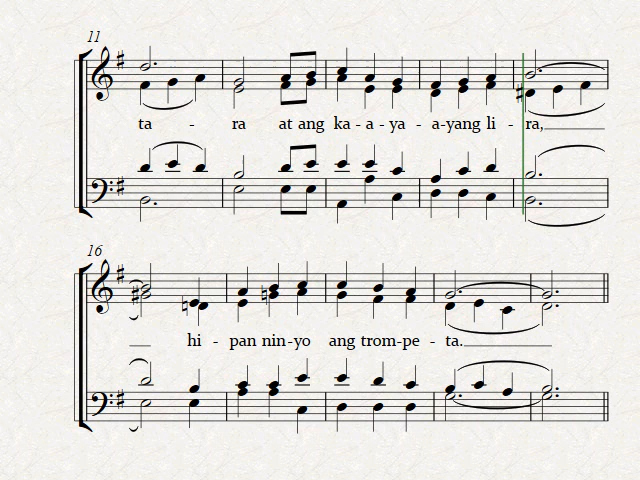 11
ta - ra at ang ka - a - ya - a-yang li - ra,
16
hi - pan nin-yo ang trom-pe - ta.